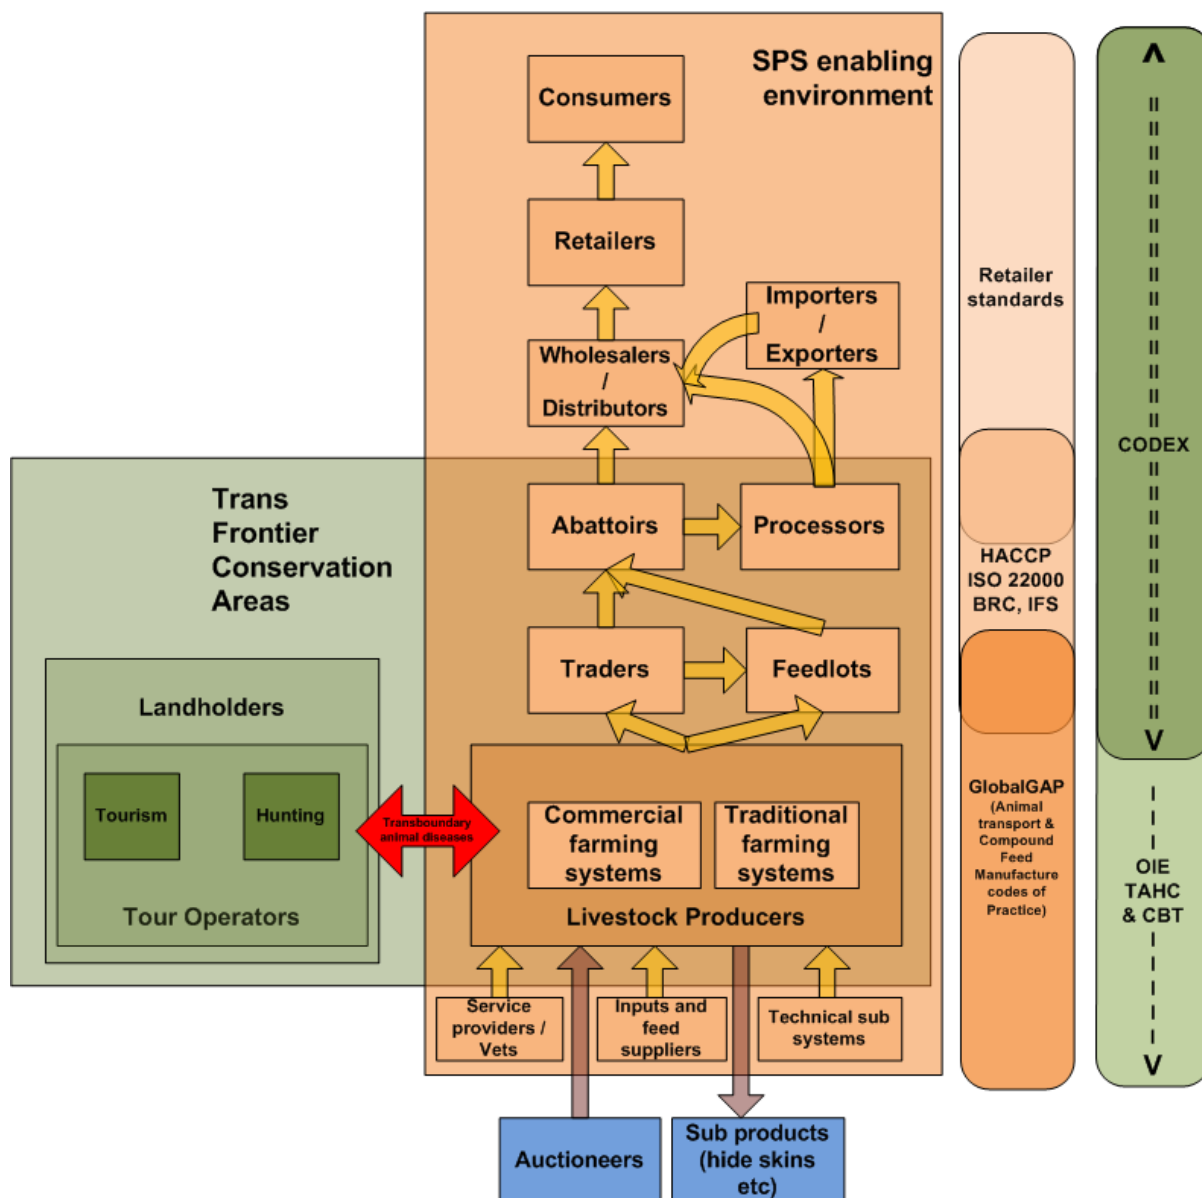 SPS enabling
environment
Consumers
Retailers
Importers
/
Exporters
Wholesalers
/
Distributors
Trans
Frontier
Conservation
Areas
Abattoirs
Processors
Traders
Feedlots
Landholders
Tourism
Hunting
Tour Operators
Transboundary
animal diseases
Commercial
farming
systems
Traditional
farming
systems
Livestock Producers
Service
providers /
Vets
Inputs and
feed
suppliers
Technical sub
systems
Auctioneers
Sub products
(hide skins
etc)
Retailer
standards
HACCP
ISO 22000
BRC, IFS
GlobalGAP
(Animal
transport &
Compound
Feed
Manufacture
codes of
Practice)
CODEX
OIE
TAHC
& CBT